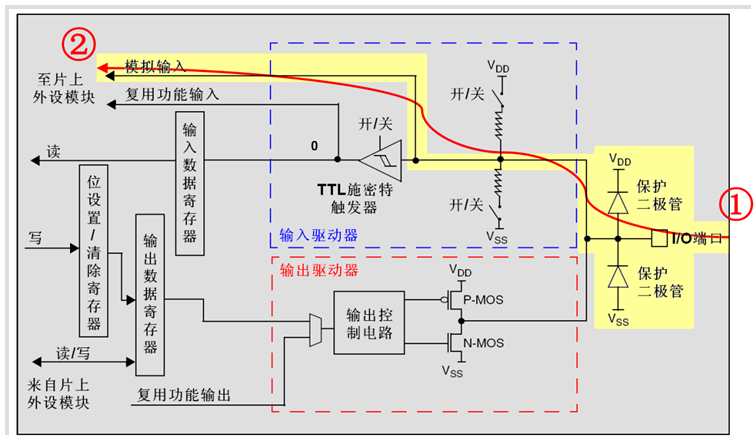 ②
模拟输入
至片上
外设模块
复用功能输入
开/关
VDD
开/关
0
读
输入数据寄存器
TTL施密特
触发器
开/关
VSS
输入驱动器
VDD
保护
二极管
①
I/O端口
保护
二极管
VSS
写
位设置/清除寄存器
输出数据寄存器
输出驱动器
VDD
P-MOS
输出控
制电路
N-MOS
VSS
读/写
来自片上
外设模块
复用功能输出